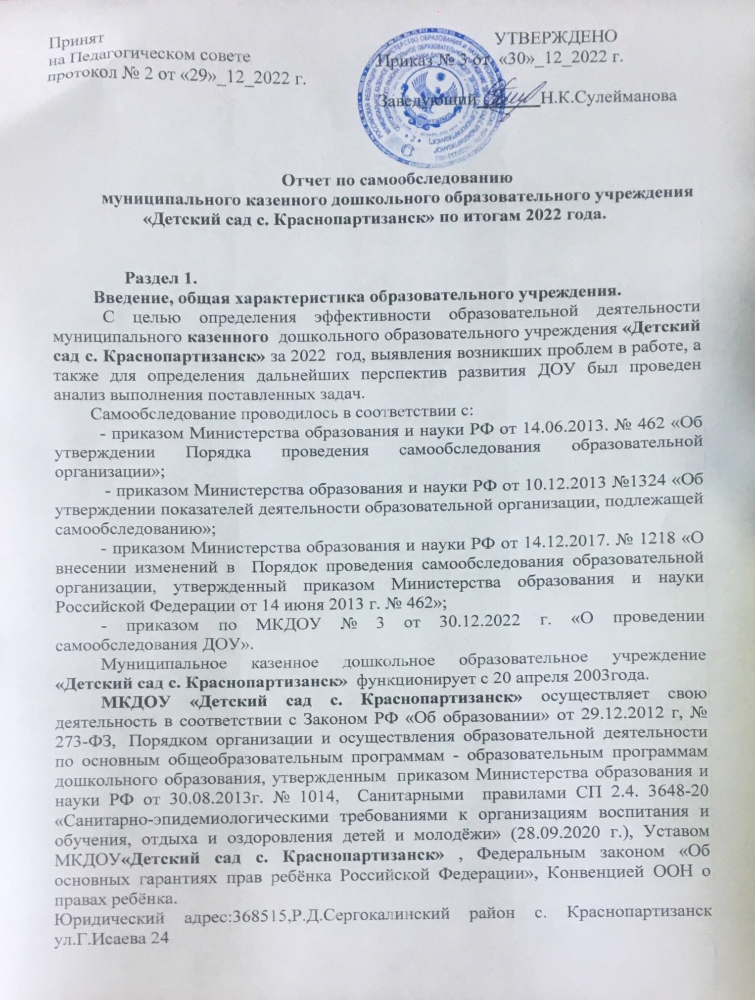 Принят
на Педагогическом совете
протокол № 2 от «29»_12_2022 г.
УТВЕРЖДЕНО
Приказ № 3 от «30»_12_2022 г.
Заведующий_______Н.К.Сулейманова
Отчет по самообследованию
муниципального казенного дошкольного образовательного учреждения
«Детский сад с. Краснопартизанск» по итогам 2022 года.
Раздел 1.
Введение, общая характеристика образовательного учреждения.
С целью определения эффективности образовательной деятельности
муниципального казенного дошкольного образовательного учреждения «Детский
сад с. Краснопартизанск» за 2022 год, выявления возникших проблем в работе, а
также для определения дальнейших перспектив развития ДОУ был проведен
анализ выполнения поставленных задач.
Самообследование проводилось в соответствии с:
- приказом Министерства образования и науки РФ от 14.06.2013. № 462 «Об
утверждении Порядка проведения самообследования образовательной
организации»;
- приказом Министерства образования и науки РФ от 10.12.2013 №1324 «Об
утверждении показателей деятельности образовательной организации, подлежащей
самообследованию»;
- приказом Министерства образования и науки РФ от 14.12.2017. № 1218 «О
внесении изменений в Порядок проведения самообследования образовательной
организации, утвержденный приказом Министерства образования и науки
Российской Федерации от 14 июня 2013 г. № 462»;
- приказом по МКДОУ № 3 от 30.12.2022 г. «О проведении
самообследования ДОУ».
Муниципальное казенное дошкольное образовательное учреждение
«Детский сад с. Краснопартизанск» функционирует с 20 апреля 2003года.
МКДОУ «Детский сад с. Краснопартизанск» осуществляет свою
деятельность в соответствии с Законом РФ «Об образовании» от 29.12.2012 г, №
273-ФЗ, Порядком организации и осуществления образовательной деятельности
по основным общеобразовательным программам - образовательным программам
дошкольного образования, утвержденным приказом Министерства образования и
науки РФ от 30.08.2013г. № 1014, Санитарными правилами СП 2.4. 3648-20
«Санитарно-эпидемиологическими требованиями к организациям воспитания и
обучения, отдыха и оздоровления детей и молодёжи» (28.09.2020 г.), Уставом
МКДОУ«Детский сад с. Краснопартизанск» , Федеральным законом «Об
основных гарантиях прав ребёнка Российской Федерации», Конвенцией ООН о
правах ребёнка.
Юридический адрес:368515,Р.Д.Сергокалинский район с. Краснопартизанск
ул.Г.Исаева 24